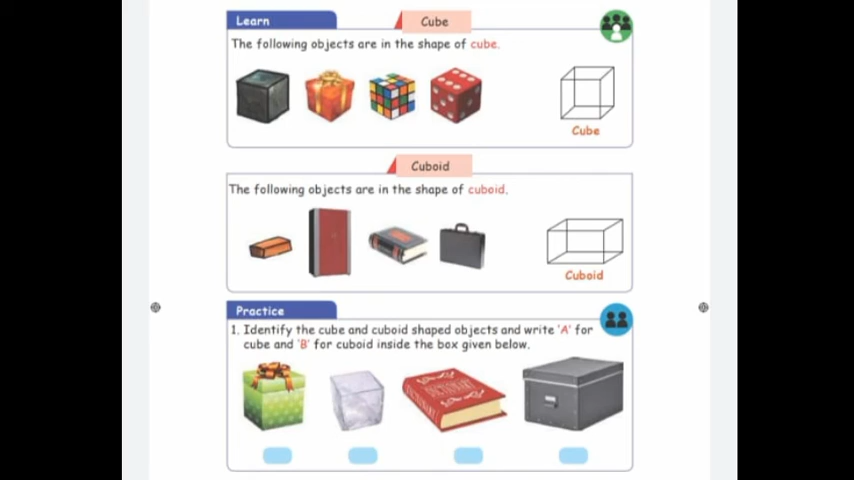 Learn
Cube
The following objects are in the shape of cube.
Cube
Cuboid
The following objects are in the shape of cuboid.
Cuboid
Practice
1. Identify the cube and cuboid shaped objects and write 'A' for
cube and 'B' for cuboid inside the box given below.
DICTIONARY
DICTIONARY